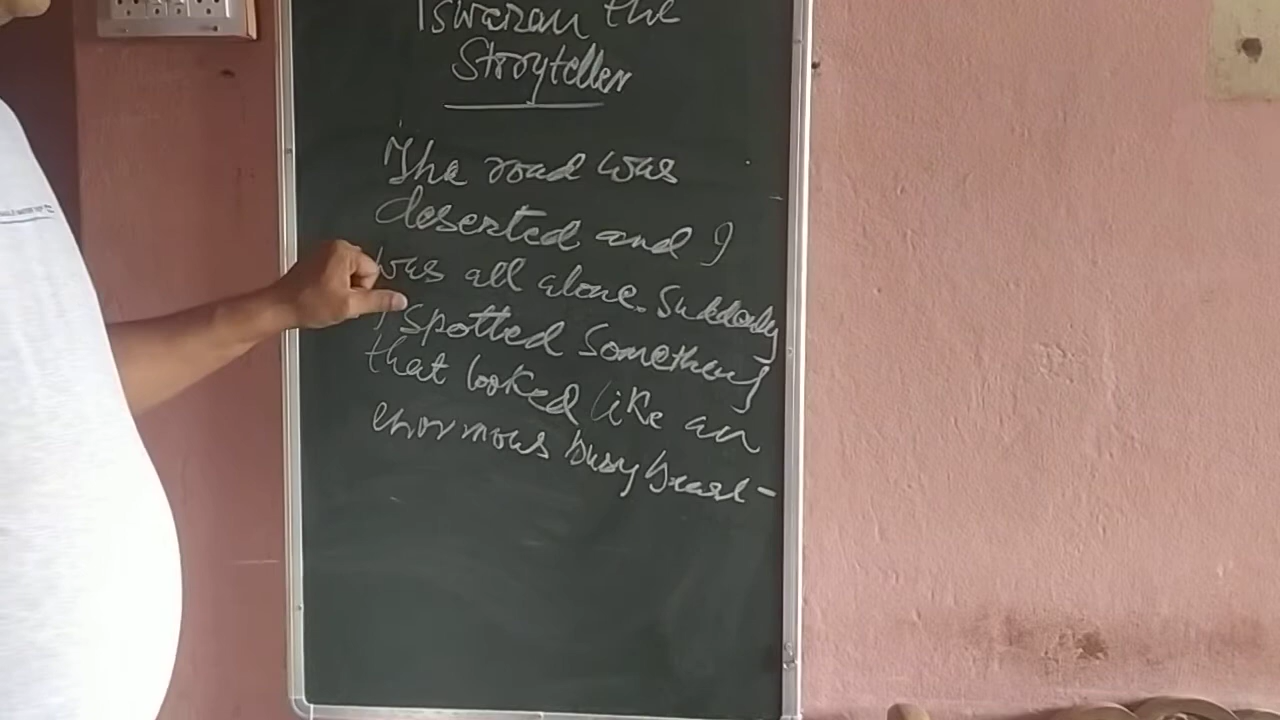 Iswaran the
Storyteller
The road was
deserted and I
was all alone. Suddenly
I spotted something
that looked like an
enormous busy beast -